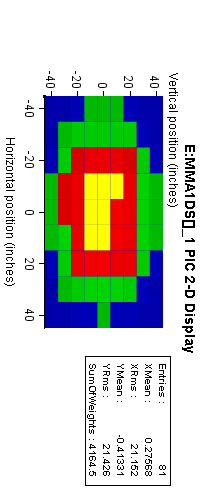 E:MMA1DS[]_1 PIC 2-D Display
Vertical position (inches)
40
20
0
-20
-40
-40 -20 0 20 40
Horizontal position (inches)
Entries : 81
XMean : 0.27568
XRms : 21.152
YMean : -0.41331
YRms : 21.426
SumOfWeights : 4164.5